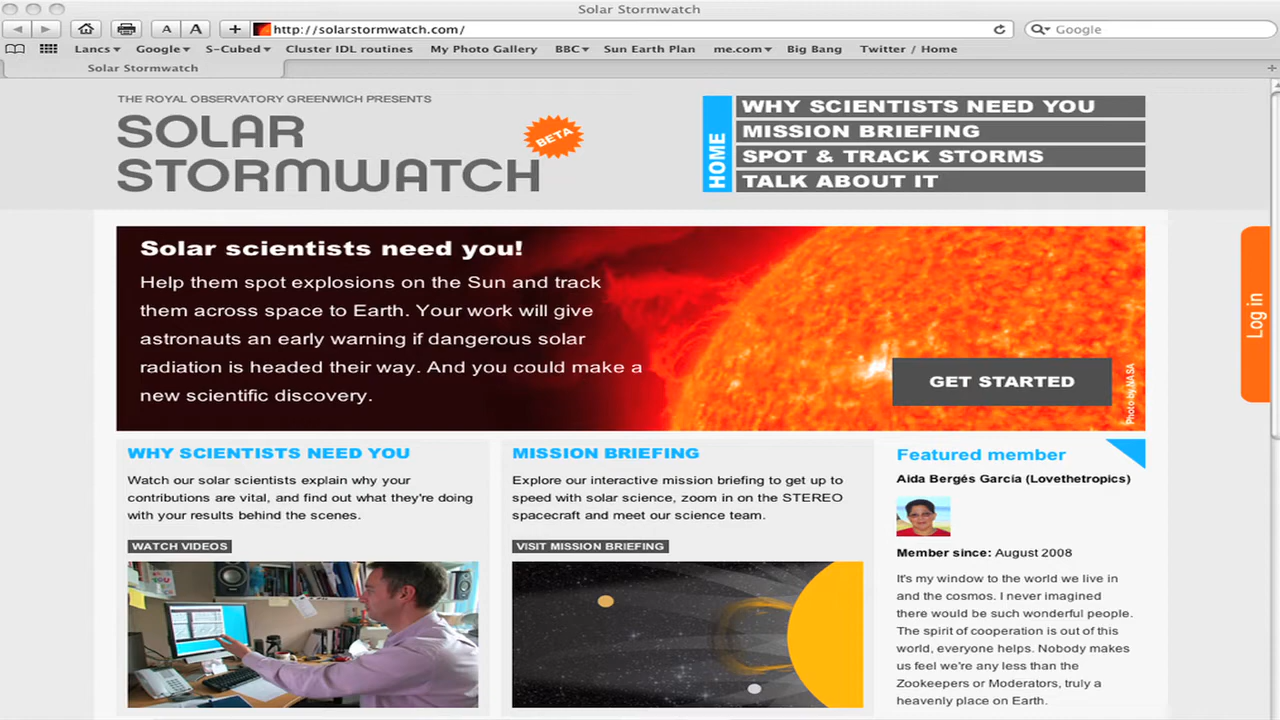 Solar Stormwatch
A
A
+
http://solarstormwatch.com/
Google
Lancs
Google
S-Cubed
Cluster IDL routines
My Photo Gallery
BBC
Sun Earth Plan
me.com
Big Bang
Twitter / Home
Solar Stormwatch
THE ROYAL OBSERVATORY GREENWICH PRESENTS
SOLAR
STORMWATCH
BETA
HOME
WHY SCIENTISTS NEED YOU
MISSION BRIEFING
SPOT & TRACK STORMS
TALK ABOUT IT
Log in
Solar scientists need you!
Help them spot explosions on the Sun and track
them across space to Earth. Your work will give
astronauts an early warning if dangerous solar
radiation is headed their way. And you could make a
new scientific discovery.
GET STARTED
Photo by NASA
WHY SCIENTISTS NEED YOU
Watch our solar scientists explain why your
contributions are vital, and find out what they're doing
with your results behind the scenes.
WATCH VIDEOS
MISSION BRIEFING
Explore our interactive mission briefing to get up to
speed with solar science, zoom in on the STEREO
spacecraft and meet our science team.
VISIT MISSION BRIEFING
Featured member
Aida Bergés García (Lovethetropics)
Member since: August 2008
It's my window to the world we live in
and the cosmos. I never imagined
there would be such wonderful people.
The spirit of cooperation is out of this
world, everyone helps. Nobody makes
us feel we're any less than the
Zookeepers or Moderators, truly a
heavenly place on Earth.